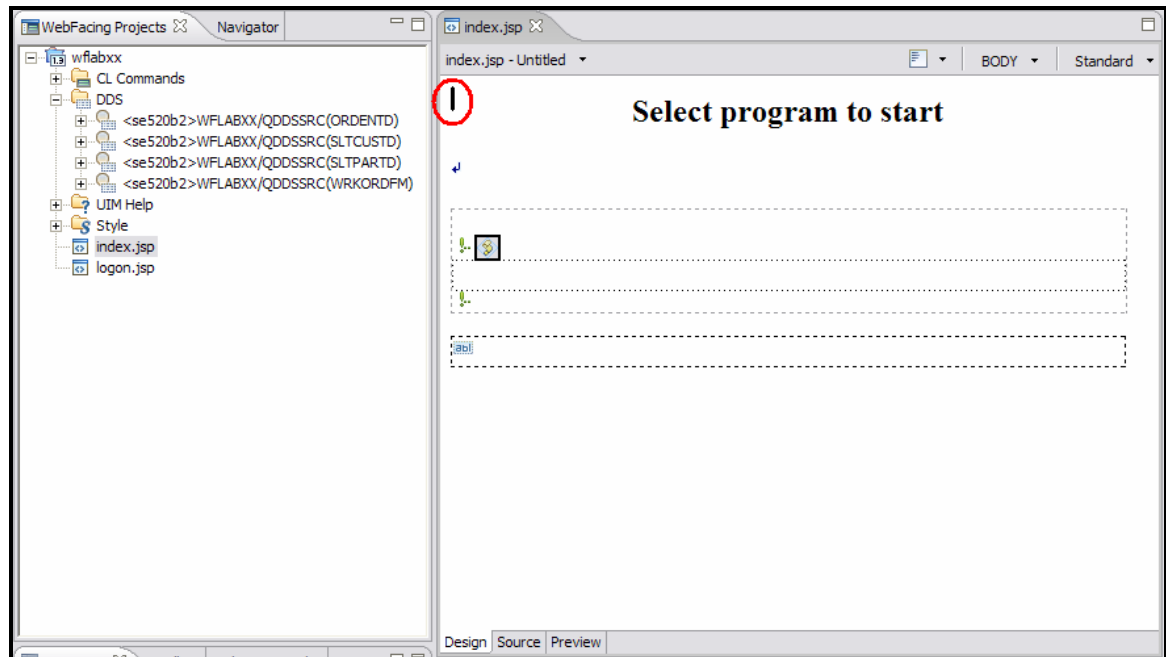 WebFacing Projects
Navigator
index.jsp
wflabxx
CL Commands
DDS
<se520b2>WFLABXX/QDDSSRC(ORDENTD)
<se520b2>WFLABXX/QDDSSRC(SLTCUSTD)
<se520b2>WFLABXX/QDDSSRC(SLTPARTD)
<se520b2>WFLABXX/QDDSSRC(WRKORDFM)
UIM Help
Style
index.jsp
logon.jsp
index.jsp - Untitled
BODY
Standard
Select program to start
abl
Design Source Preview